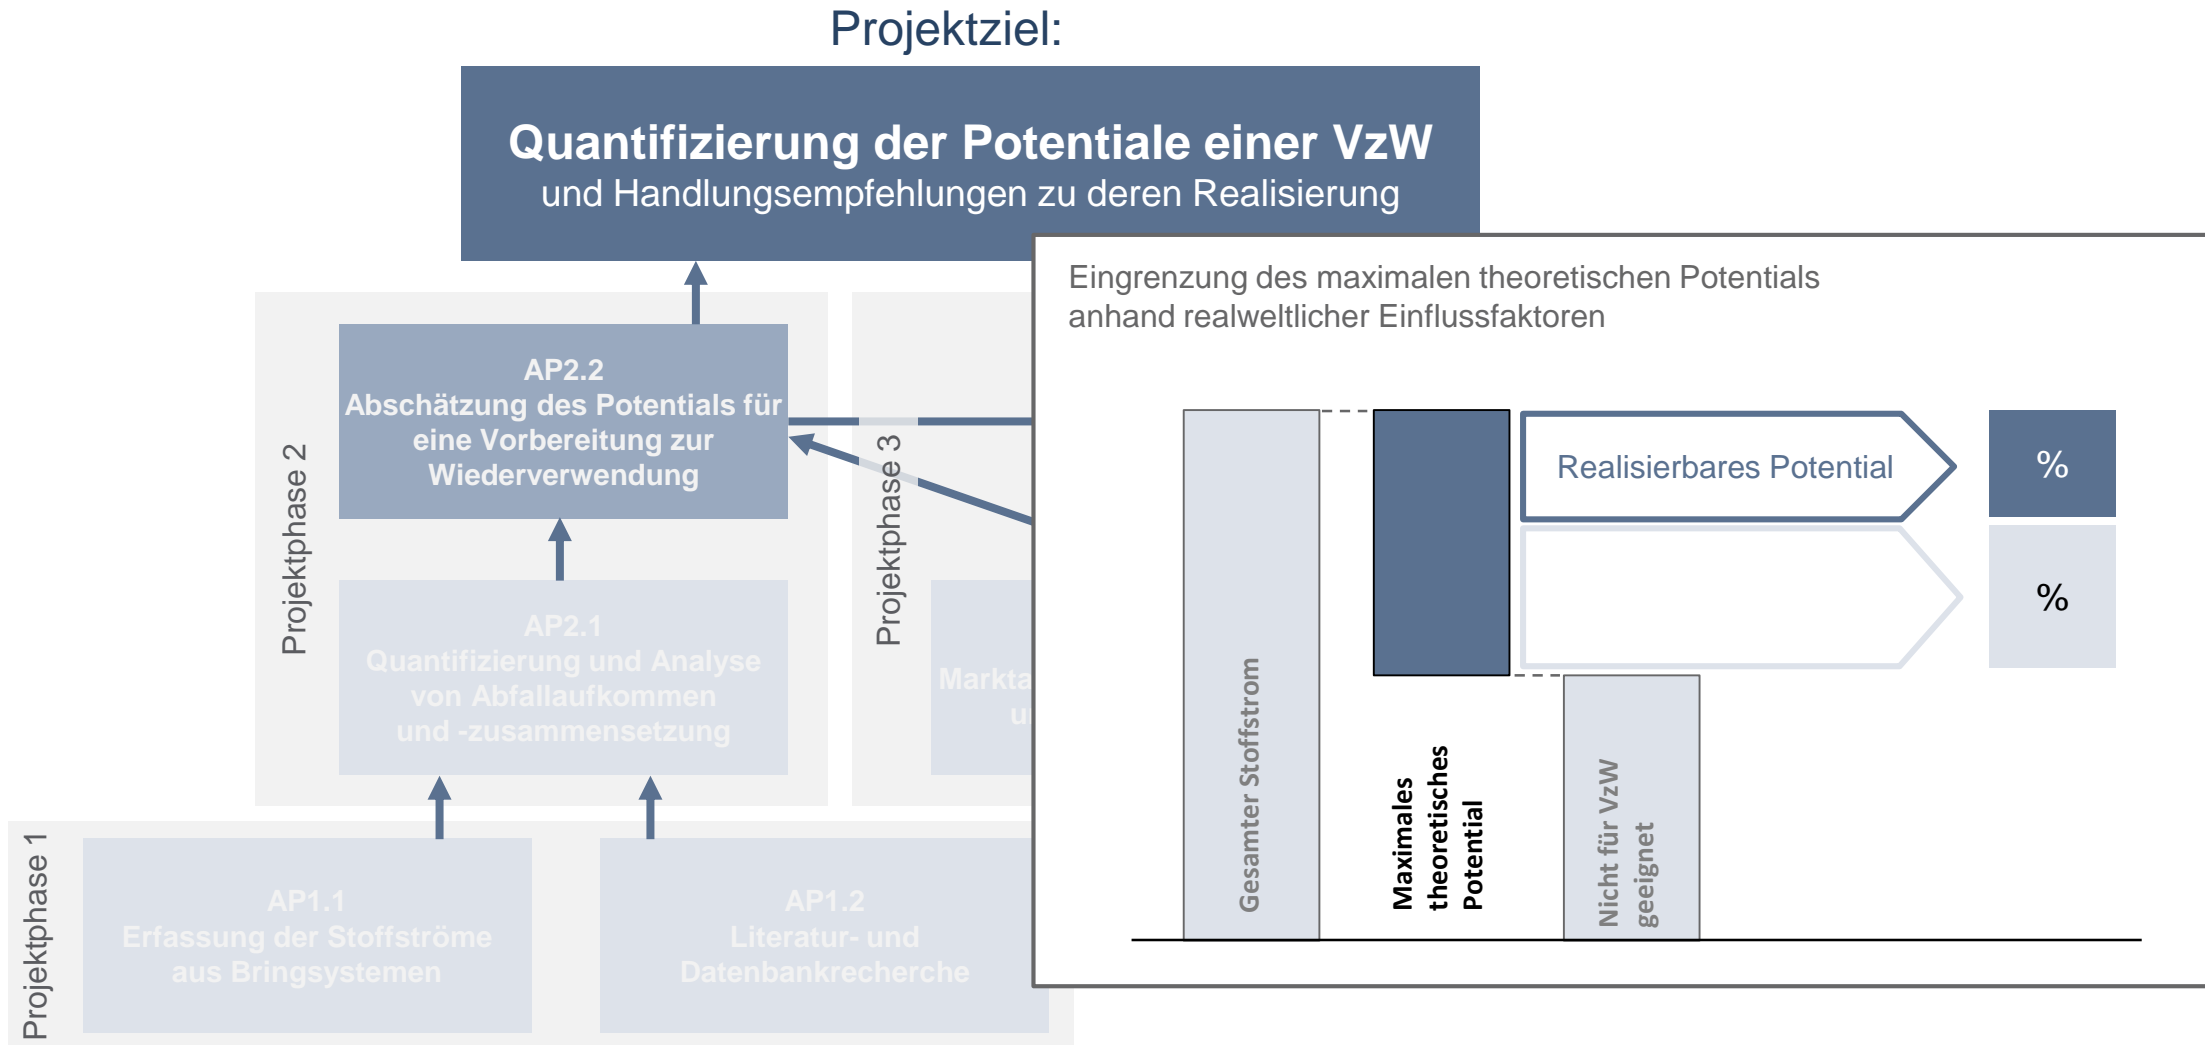 Projektziel:
Quantifizierung der Potentiale einer VzW
und Handlungsempfehlungen zu deren Realisierung
Projektphase 2
AP2.2
Abschätzung des Potentials für
eine Vorbereitung zur
Wiederverwendung
AP2.1
Quantifizierung und Analyse
von Abfallaufkommen
und -zusammensetzung
Projektphase 3
Projektphase 1
AP1.1
Erfassung der Stoffströme
aus Bringsystemen
AP1.2
Literatur- und
Datenbankrecherche
Eingrenzung des maximalen theoretischen Potentials
anhand realweltlicher Einflussfaktoren
Gesamter Stoffstrom
Maximales
theoretisches
Potential
Nicht für VzW
geeignet
Realisierbares Potential
%
%